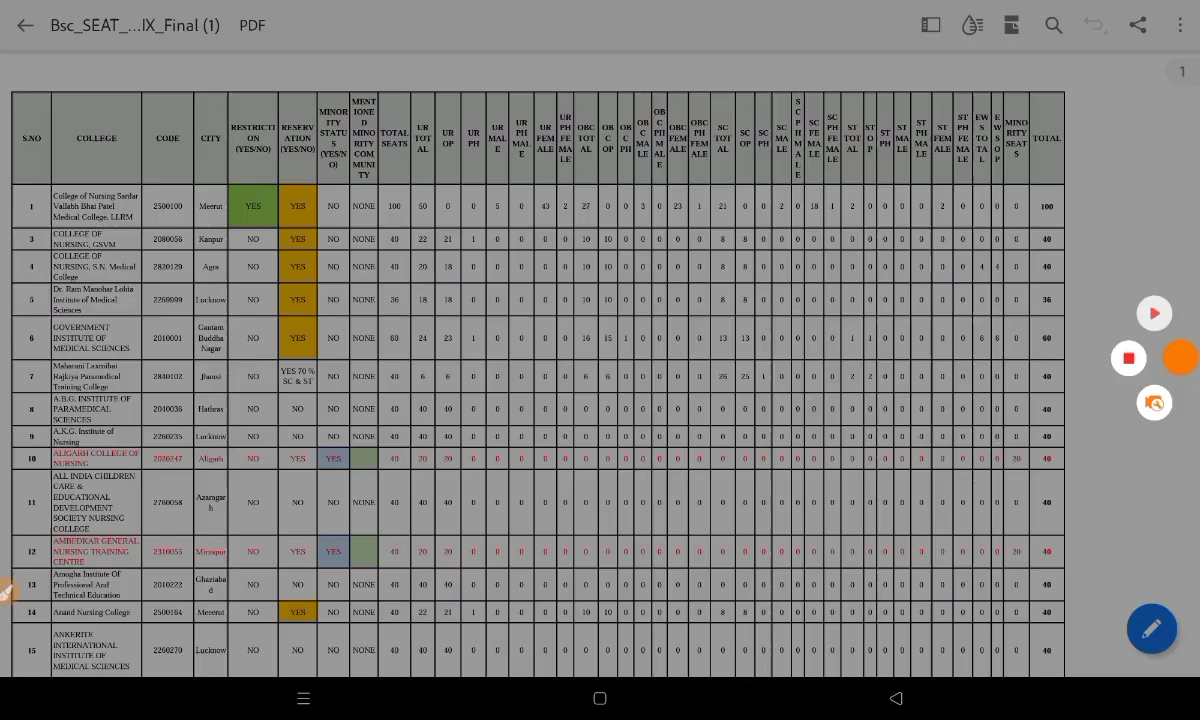 Bsc_SEAT_...IX_Final (1) PDF
1
S.NO COLLEGE CODE CITY RESTRICTION (YES/NO) RESERVATION (YES/NO) MINORITY STATUS (YES/NO) MENTIONED MINORITY COMMUNITY TOTAL SEATS UR TOTAL UR OP UR PH UR MALE UR PH MALE UR FEMALE UR PH FEMALE OBC TOTAL OBC OP OBC PH OBC MALE OBC PH MALE OBC FEMALE OBC PH FEMALE SC TOTAL SC OP SC PH SC MALE SC PH MALE SC FEMALE SC PH FEMALE ST TOTAL ST OP ST PH ST MALE ST PH MALE ST FEMALE ST PH FEMALE EWS TOTAL EWS OP MINORITY SEATS TOTAL
1 College of Nursing Sardar Vallabh Bhai Patel Medical College. LLRM 2500100 Meerut YES YES NO NONE 100 50 0 0 5 0 43 2 27 0 0 3 0 23 1 21 0 0 2 0 18 1 2 0 0 0 0 2 0 0 0 0 100
3 COLLEGE OF NURSING, GSVM 2080056 Kanpur NO YES NO NONE 40 22 21 1 0 0 0 0 10 10 0 0 0 0 0 8 8 0 0 0 0 0 0 0 0 0 0 0 0 0 0 0 40
4 COLLEGE OF NURSING, S.N. Medical College 2820129 Agra NO YES NO NONE 40 20 18 0 0 0 0 10 10 0 0 0 0 0 8 8 0 0 0 0 0 0 0 0 0 0 0 0 4 4 0 40
5 Dr. Ram Manohar Lohia Institute of Medical Sciences 2269999 Lucknow NO YES NO NONE 36 18 18 0 0 0 0 0 10 10 0 0 0 0 0 8 8 0 0 0 0 0 0 0 0 0 0 0 0 0 0 0 36
6 GOVERNMENT INSTITUTE OF MEDICAL SCIENCES 2010001 Gautam Buddha Nagar NO YES NO NONE 60 24 23 1 0 0 0 0 16 15 1 0 0 0 0 13 13 0 0 0 0 0 1 1 0 0 0 0 0 6 6 0 60
7 Maharani Laxmibai Rajkiya Paramedical Training College 2840102 Jhansi NO YES 70 % SC & ST NO NONE 40 6 6 0 0 0 0 0 6 6 0 0 0 0 0 26 25 1 0 0 0 0 2 2 0 0 0 0 0 0 0 0 40
8 A.B.G. INSTITUTE OF PARAMEDICAL SCIENCES 2040036 Hathras NO NO NO NONE 40 40 40 0 0 0 0 0 0 0 0 0 0 0 0 0 0 0 0 0 0 0 0 0 0 0 0 0 0 0 0 0 40
9 A.K.G. Institute of Nursing 2260235 Lucknow NO NO NO NONE 40 40 40 0 0 0 0 0 0 0 0 0 0 0 0 0 0 0 0 0 0 0 0 0 0 0 0 0 0 0 0 0 40
10 ALIGARH COLLEGE OF NURSING 2020247 Aligarh NO YES YES 40 20 20 0 0 0 0 0 0 0 0 0 0 0 0 0 0 0 0 0 0 0 0 0 0 0 0 0 0 0 0 20 40
11 ALL INDIA CHILDREN CARE & EDUCATIONAL DEVELOPMENT SOCIETY NURSING COLLEGE 2760058 Azamgarh NO NO NO NONE 40 40 40 0 0 0 0 0 0 0 0 0 0 0 0 0 0 0 0 0 0 0 0 0 0 0 0 0 0 0 0 0 40
12 AMBEDKAR GENERAL NURSING TRAINING CENTRE 2310055 Mirzapur NO YES YES 40 20 20 0 0 0 0 0 0 0 0 0 0 0 0 0 0 0 0 0 0 0 0 0 0 0 0 0 0 0 0 20 40
13 Amogha Institute Of Professional And Technical Education 2010222 Ghaziabad NO NO NO NONE 40 40 40 0 0 0 0 0 0 0 0 0 0 0 0 0 0 0 0 0 0 0 0 0 0 0 0 0 0 0 0 0 40
14 Anand Nursing College 2500164 Meeerut NO YES NO NONE 40 22 21 1 0 0 0 0 10 10 0 0 0 0 0 8 8 0 0 0 0 0 0 0 0 0 0 0 0 0 0 0 40
15 ANKERITE INTERNATIONAL INSTITUTE OF MEDICAL SCIENCES 2260270 Lucknow NO NO NO NONE 40 40 40 0 0 0 0 0 0 0 0 0 0 0 0 0 0 0 0 0 0 0 0 0 0 0 0 0 0 0 0 0 40